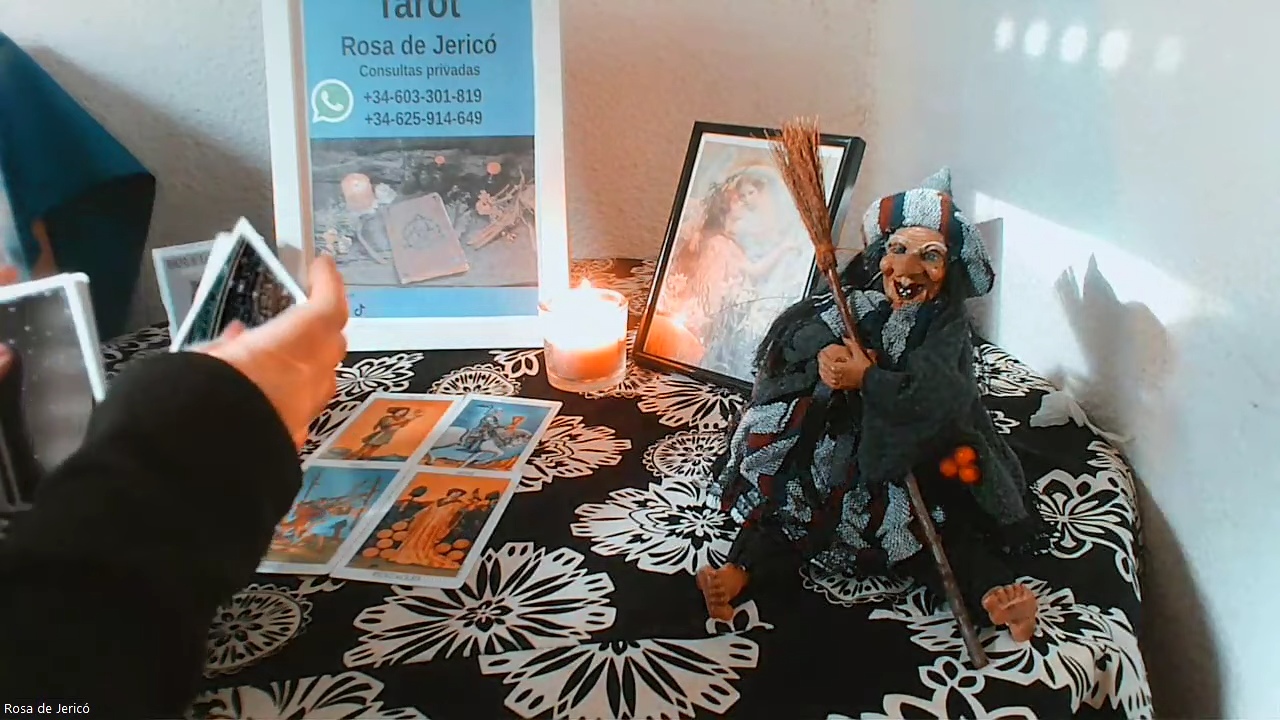 Tarot
Rosa de Jericó
Consultas privadas
+34-603-301-819
+34-625-914-649
Rosa de Jericó